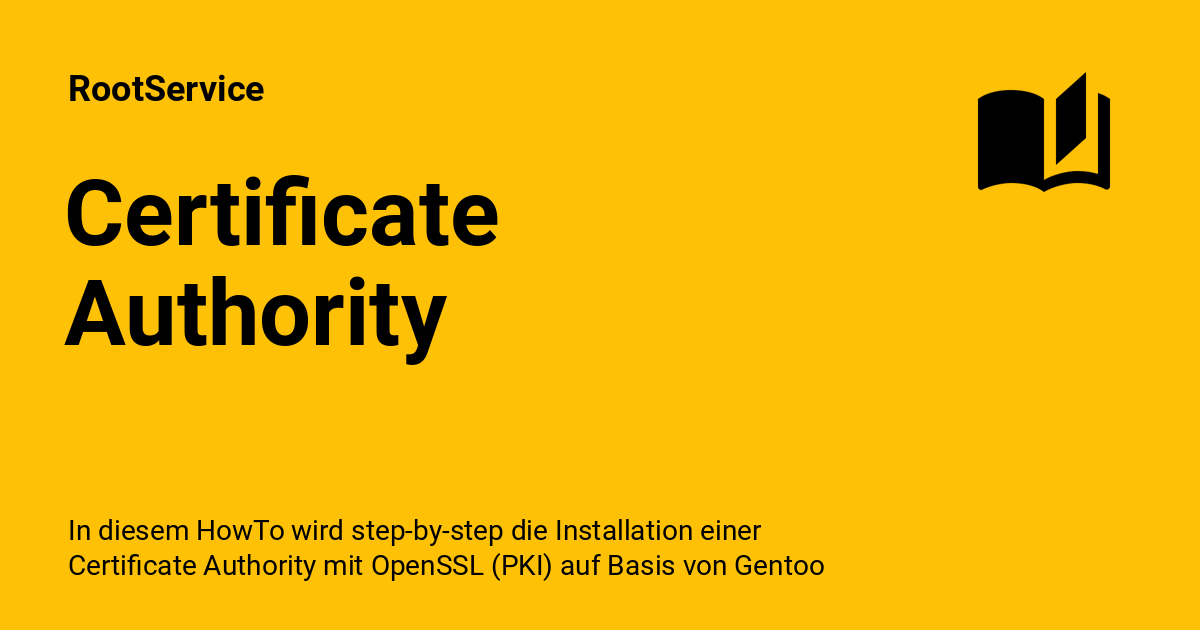 RootService
Certificate
Authority
In diesem HowTo wird step-by-step die Installation einer
Certificate Authority mit OpenSSL (PKI) auf Basis von Gentoo